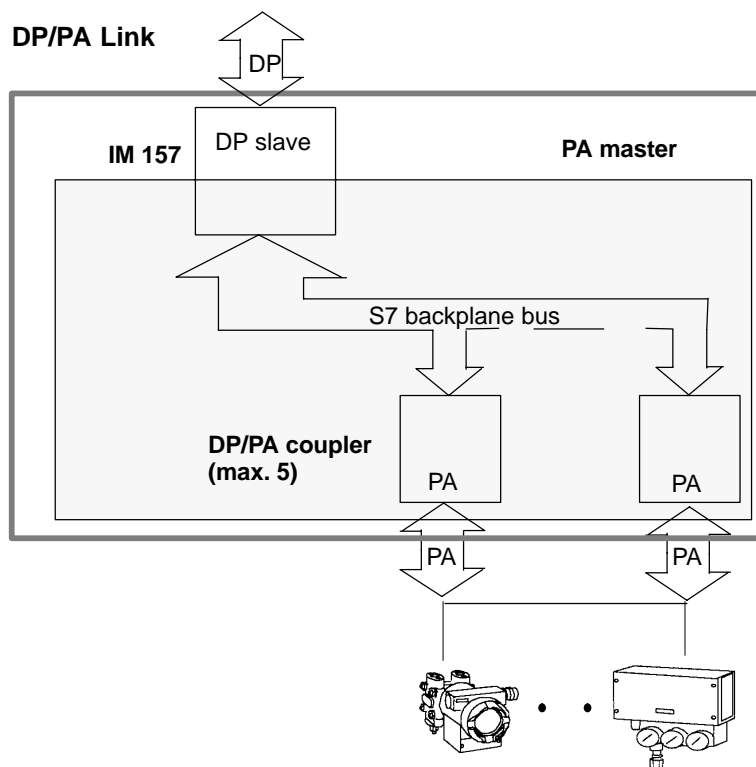 DP/PA Link
DP
IM 157
DP slave
PA master
S7 backplane bus
DP/PA coupler
(max. 5)
PA
PA
PA
PA